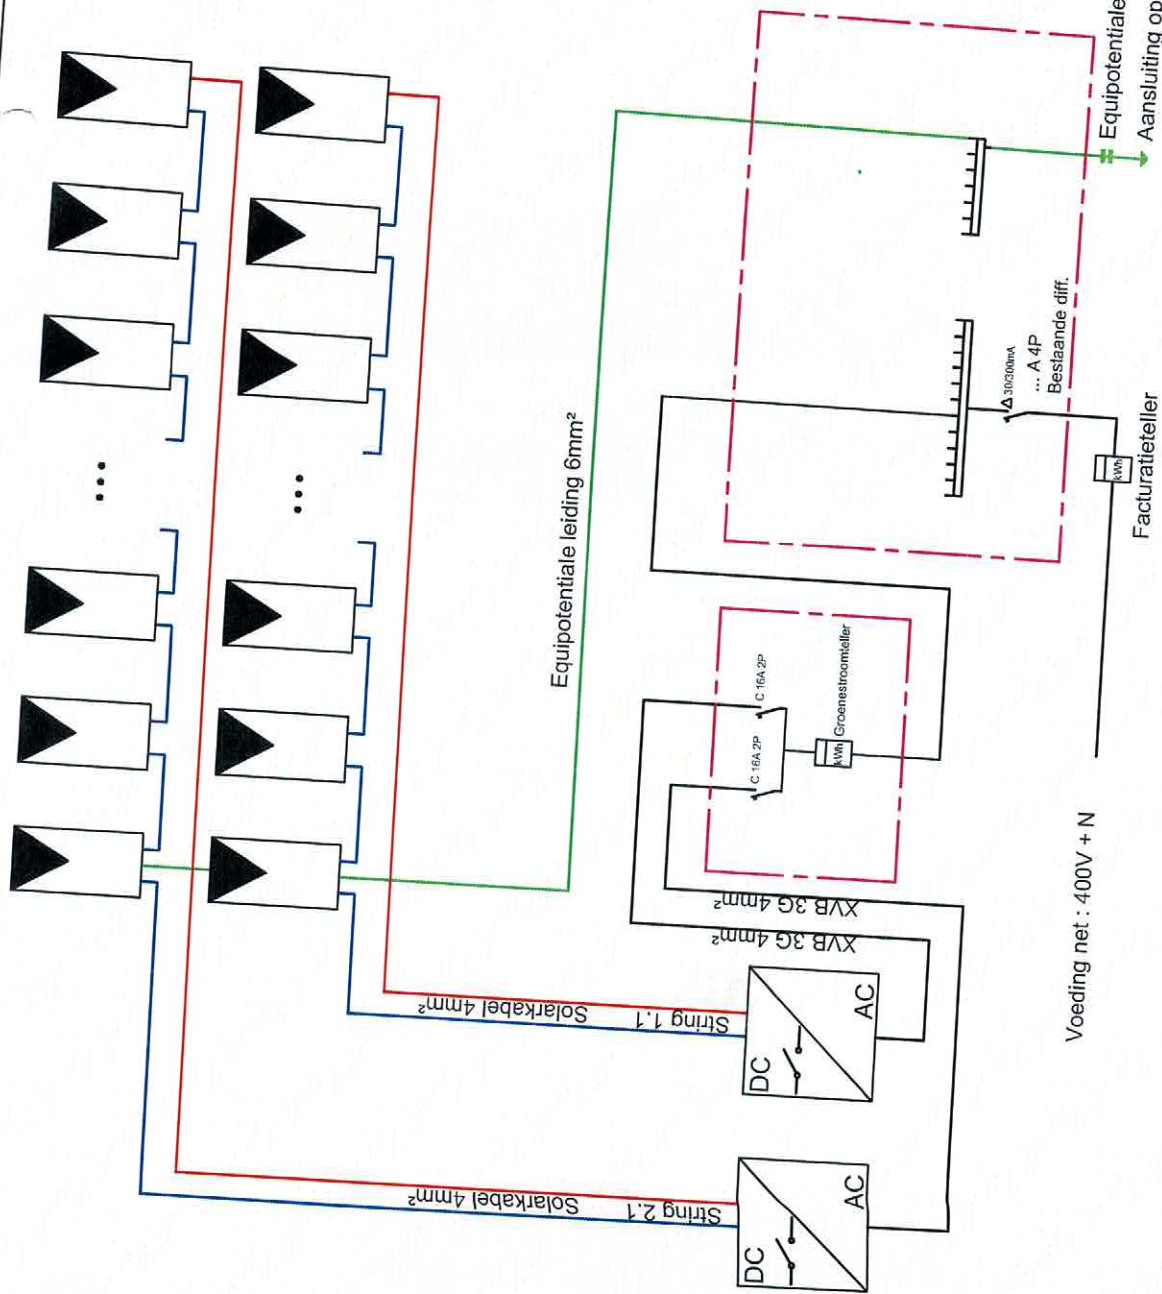 Equipotentiale leiding 6mm²
Equipotentiale
Aansluiting op
Δ 30/300mA
... A 4P
Bestaande diff.
kWh
Facturatieteller
C 16A 2P
C 16A 2P
kWh
Groenestroomteller
XVB 3G 4mm²
XVB 3G 4mm²
Solarkabel 4mm²
String 1.1
DC
AC
Solarkabel 4mm²
String 2.1
DC
AC
Voeding net : 400V + N